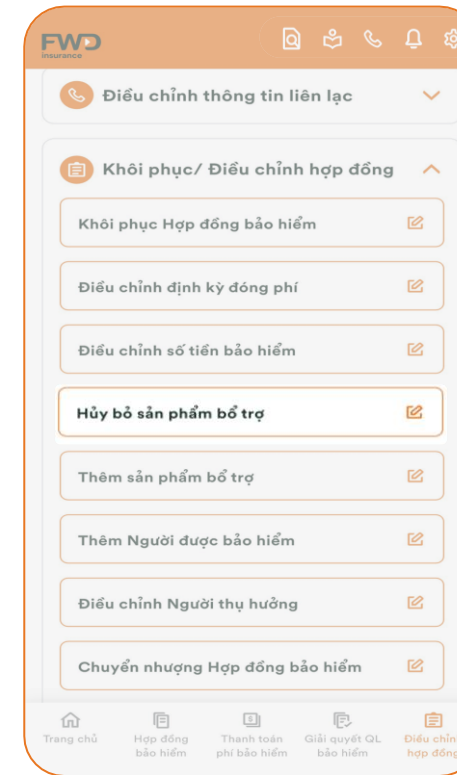 FWD
insurance
Điều chỉnh thông tin liên lạc
Khôi phục/ Điều chỉnh hợp đồng
Khôi phục Hợp đồng bảo hiểm
Điều chỉnh định kỳ đóng phí
Điều chỉnh số tiền bảo hiểm
Hủy bỏ sản phẩm bổ trợ
Thêm sản phẩm bổ trợ
Thêm Người được bảo hiểm
Điều chỉnh Người thụ hưởng
Chuyển nhượng Hợp đồng bảo hiểm
Trang chủ
Hợp đồng
bảo hiểm
Thanh toán
phí bảo hiểm
Giải quyết QL
bảo hiểm
Điều chỉn
hợp đồng